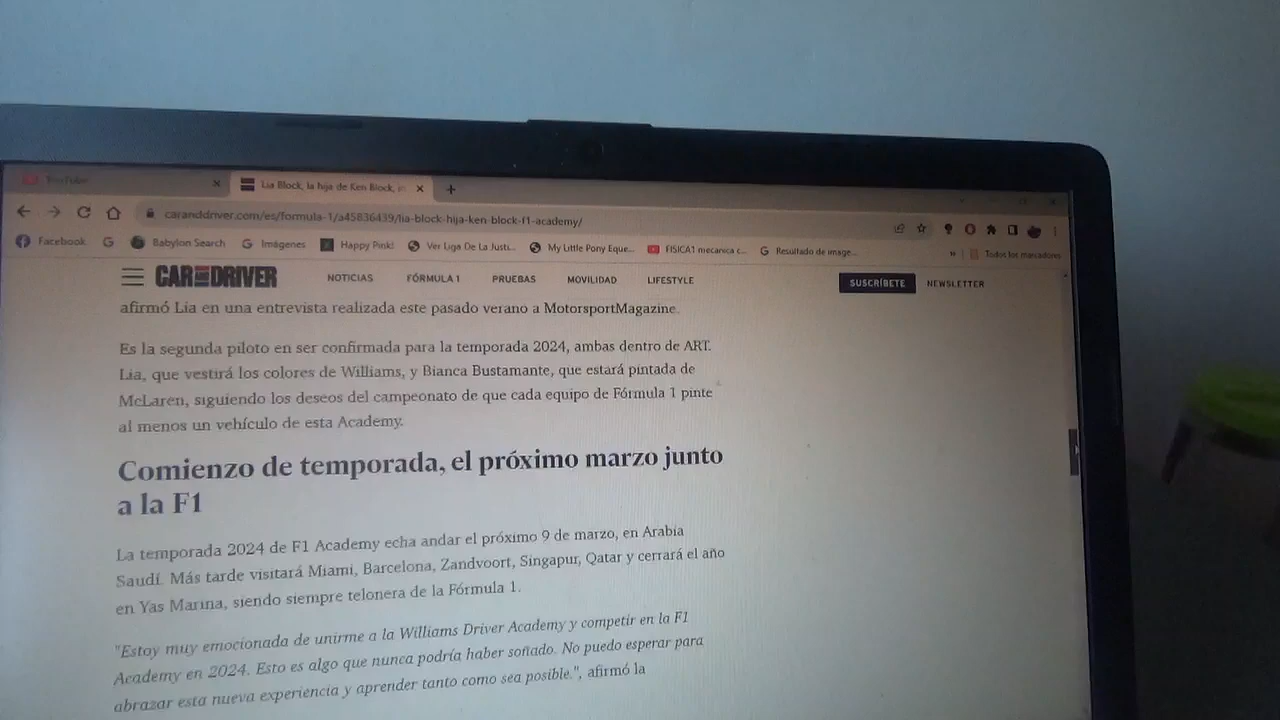 YouTube
Lia Block, la hija de Ken Block,
caranddriver.com/es/formula-1/a45836439/lia-block-hija-ken-block-f1-academy/
Facebook
Babylon Search
Imágenes
Happy Pink!
Ver Liga De La Justi...
My Little Pony Eque...
FISICA1 mecanica c...
Resultado de image...
»
Todos los marcadores
CAR AND DRIVER
NOTICIAS
FÓRMULA 1
PRUEBAS
MOVILIDAD
LIFESTYLE
SUSCRÍBETE
NEWSLETTER
afirmó Lia en una entrevista realizada este pasado verano a MotorsportMagazine.
Es la segunda piloto en ser confirmada para la temporada 2024, ambas dentro de ART.
Lia, que vestirá los colores de Williams, y Bianca Bustamante, que estará pintada de
McLaren, siguiendo los deseos del campeonato de que cada equipo de Fórmula 1 pinte
al menos un vehículo de esta Academy.
Comienzo de temporada, el próximo marzo junto
a la F1
La temporada 2024 de F1 Academy echa andar el próximo 9 de marzo, en Arabia
Saudí. Más tarde visitará Miami, Barcelona, Zandvoort, Singapur, Qatar y cerrará el año
en Yas Marina, siendo siempre telonera de la Fórmula 1.
"Estoy muy emocionada de unirme a la Williams Driver Academy y competir en la F1
Academy en 2024. Esto es algo que nunca podría haber soñado. No puedo esperar para
abrazar esta nueva experiencia y aprender tanto como sea posible.", afirmó la